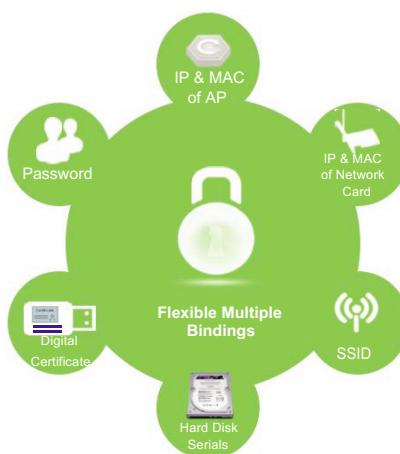 IP & MAC
of AP
Password
IP & MAC
of Network
Card
Flexible Multiple
Bindings
Digital
Certificate
SSID
Hard Disk
Serials